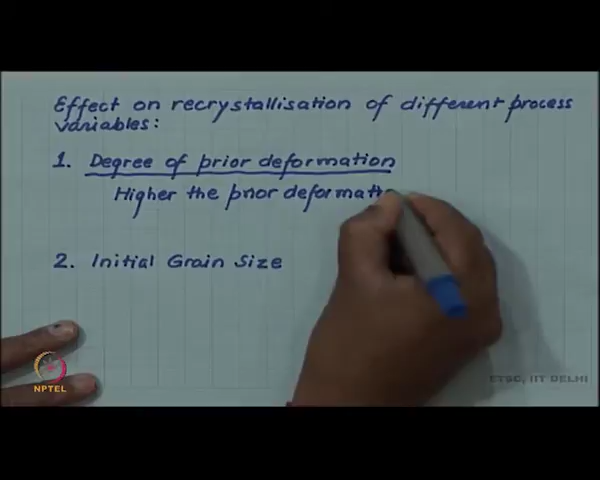 Effect on recrystallisation of different process
variables:
1. Degree of prior deformation
Higher the prior deformati
2. Initial Grain Size
NPTEL
ETSC, IIT DELHI